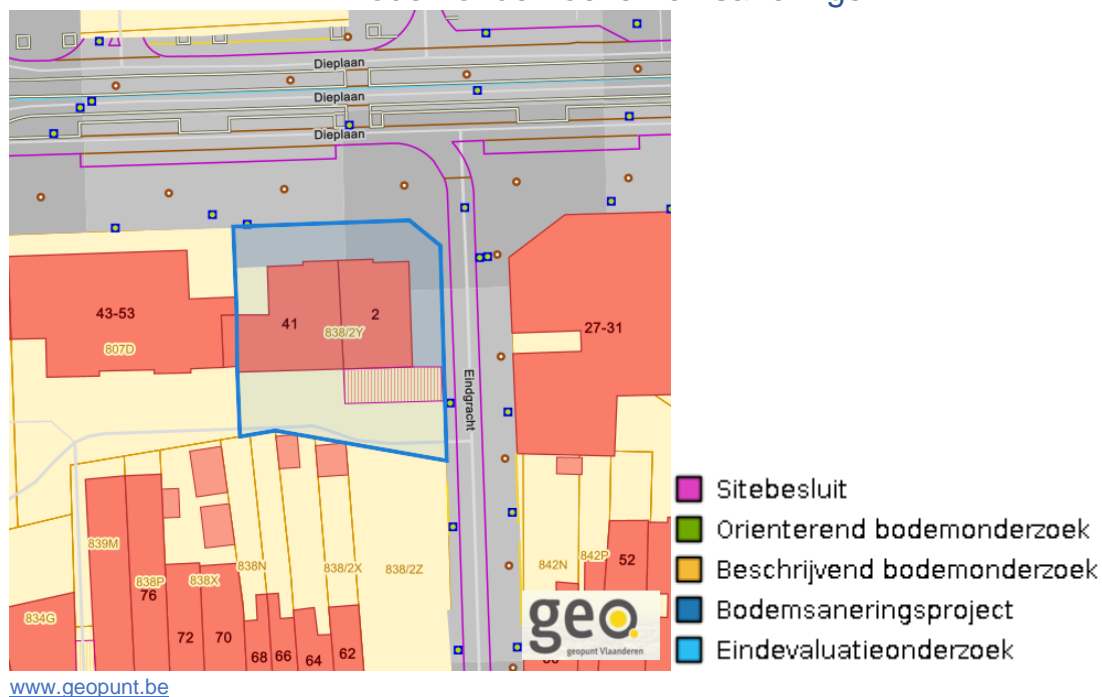 Dieplaan
Dieplaan
Dieplaan
43-53
807D
41
2
838/2Y
27-31
Eindgracht
839M
838P
76
838X
838N
838/2X
838/2Z
842N
842P
52
834G
72
70
68
66
64
62
geo
geopunt Vlaanderen
Sitebesluit
Orienterend bodemonderzoek
Beschrijvend bodemonderzoek
Bodemsaneringsproject
Eindevaluatieonderzoek
www.geopunt.be